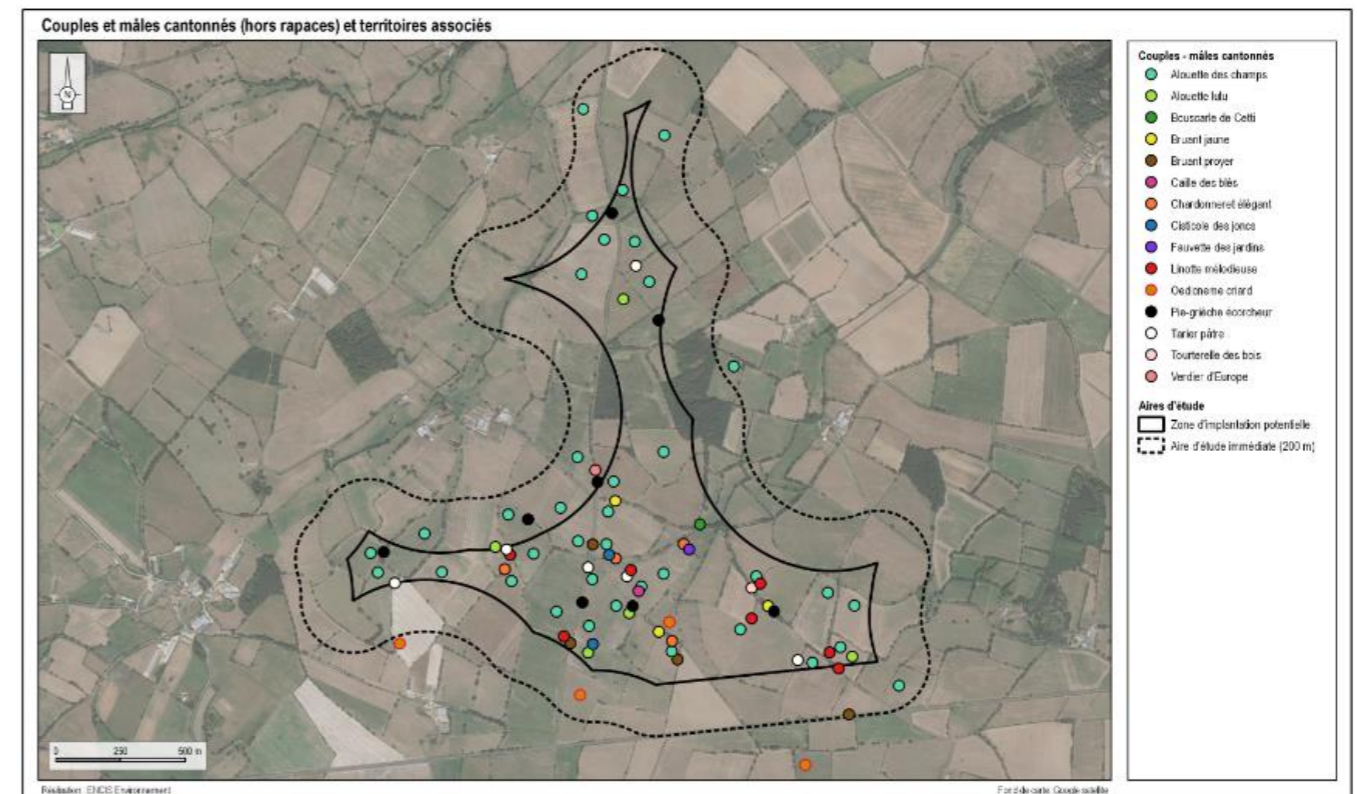 Couples et mâles cantonnés (hors rapaces) et territoires associés
N
Couples - mâles cantonnés
Alouette des champs
Alouette lulu
Bouscarle de Cetti
Bruant jaune
Bruant proyer
Caille des blés
Chardonneret élégant
Cisticole des joncs
Fauvette des jardins
Linotte mélodieuse
Oedicneme criard
Pie-grièche écorcheur
Tarier pâtre
Tourterelle des bois
Verdier d'Europe
Aires d'étude
Zone d'implantation potentielle
Aire d'étude immédiate (200 m)
0 250 500 m
Réalisation : ENCIS Environnement
Fond de carte: Google satellite